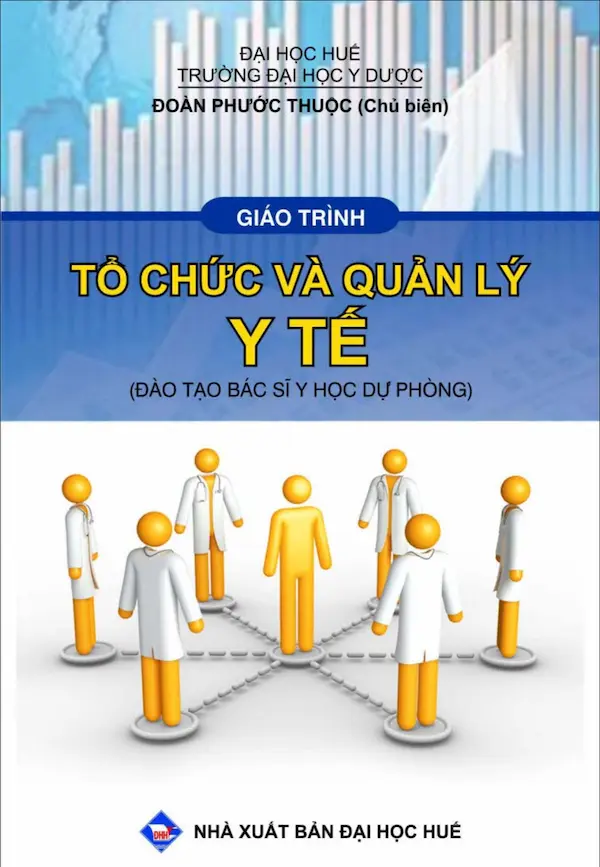 ĐẠI HỌC HUẾ
TRƯỜNG ĐẠI HỌC Y DƯỢC
ĐOÀN PHƯỚC THUỘC (Chủ biên)
GIÁO TRÌNH
TỔ CHỨC VÀ QUẢN LÝ
Y TẾ
(ĐÀO TẠO BÁC SĨ Y HỌC DỰ PHÒNG)
ĐHH
NHÀ XUẤT BẢN ĐẠI HỌC HUẾ